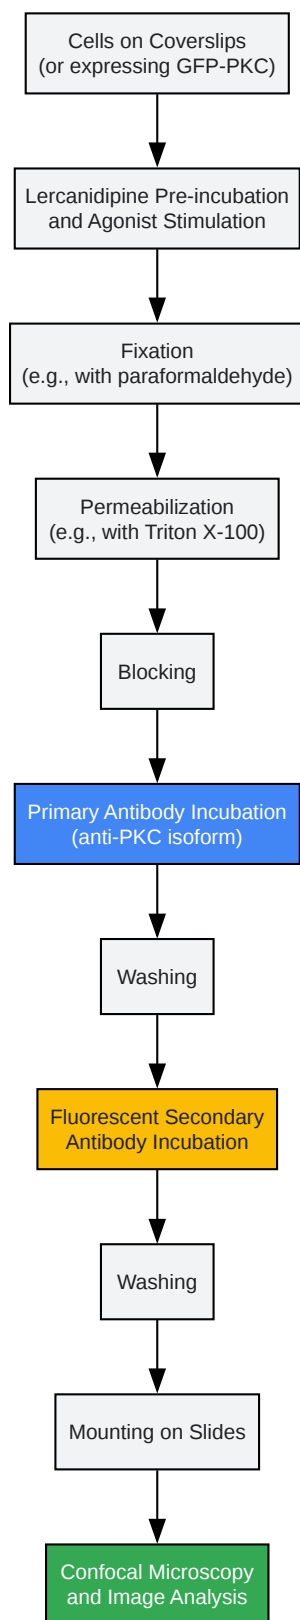 Cells on Coverslips
(or expressing GFP-PKC)
Lercanidipine Pre-incubation
and Agonist Stimulation
Fixation
(e.g., with paraformaldehyde)
Permeabilization
(e.g., with Triton X-100)
Blocking
Primary Antibody Incubation
(anti-PKC isoform)
Washing
Fluorescent Secondary
Antibody Incubation
Washing
Mounting on Slides
Confocal Microscopy
and Image Analysis